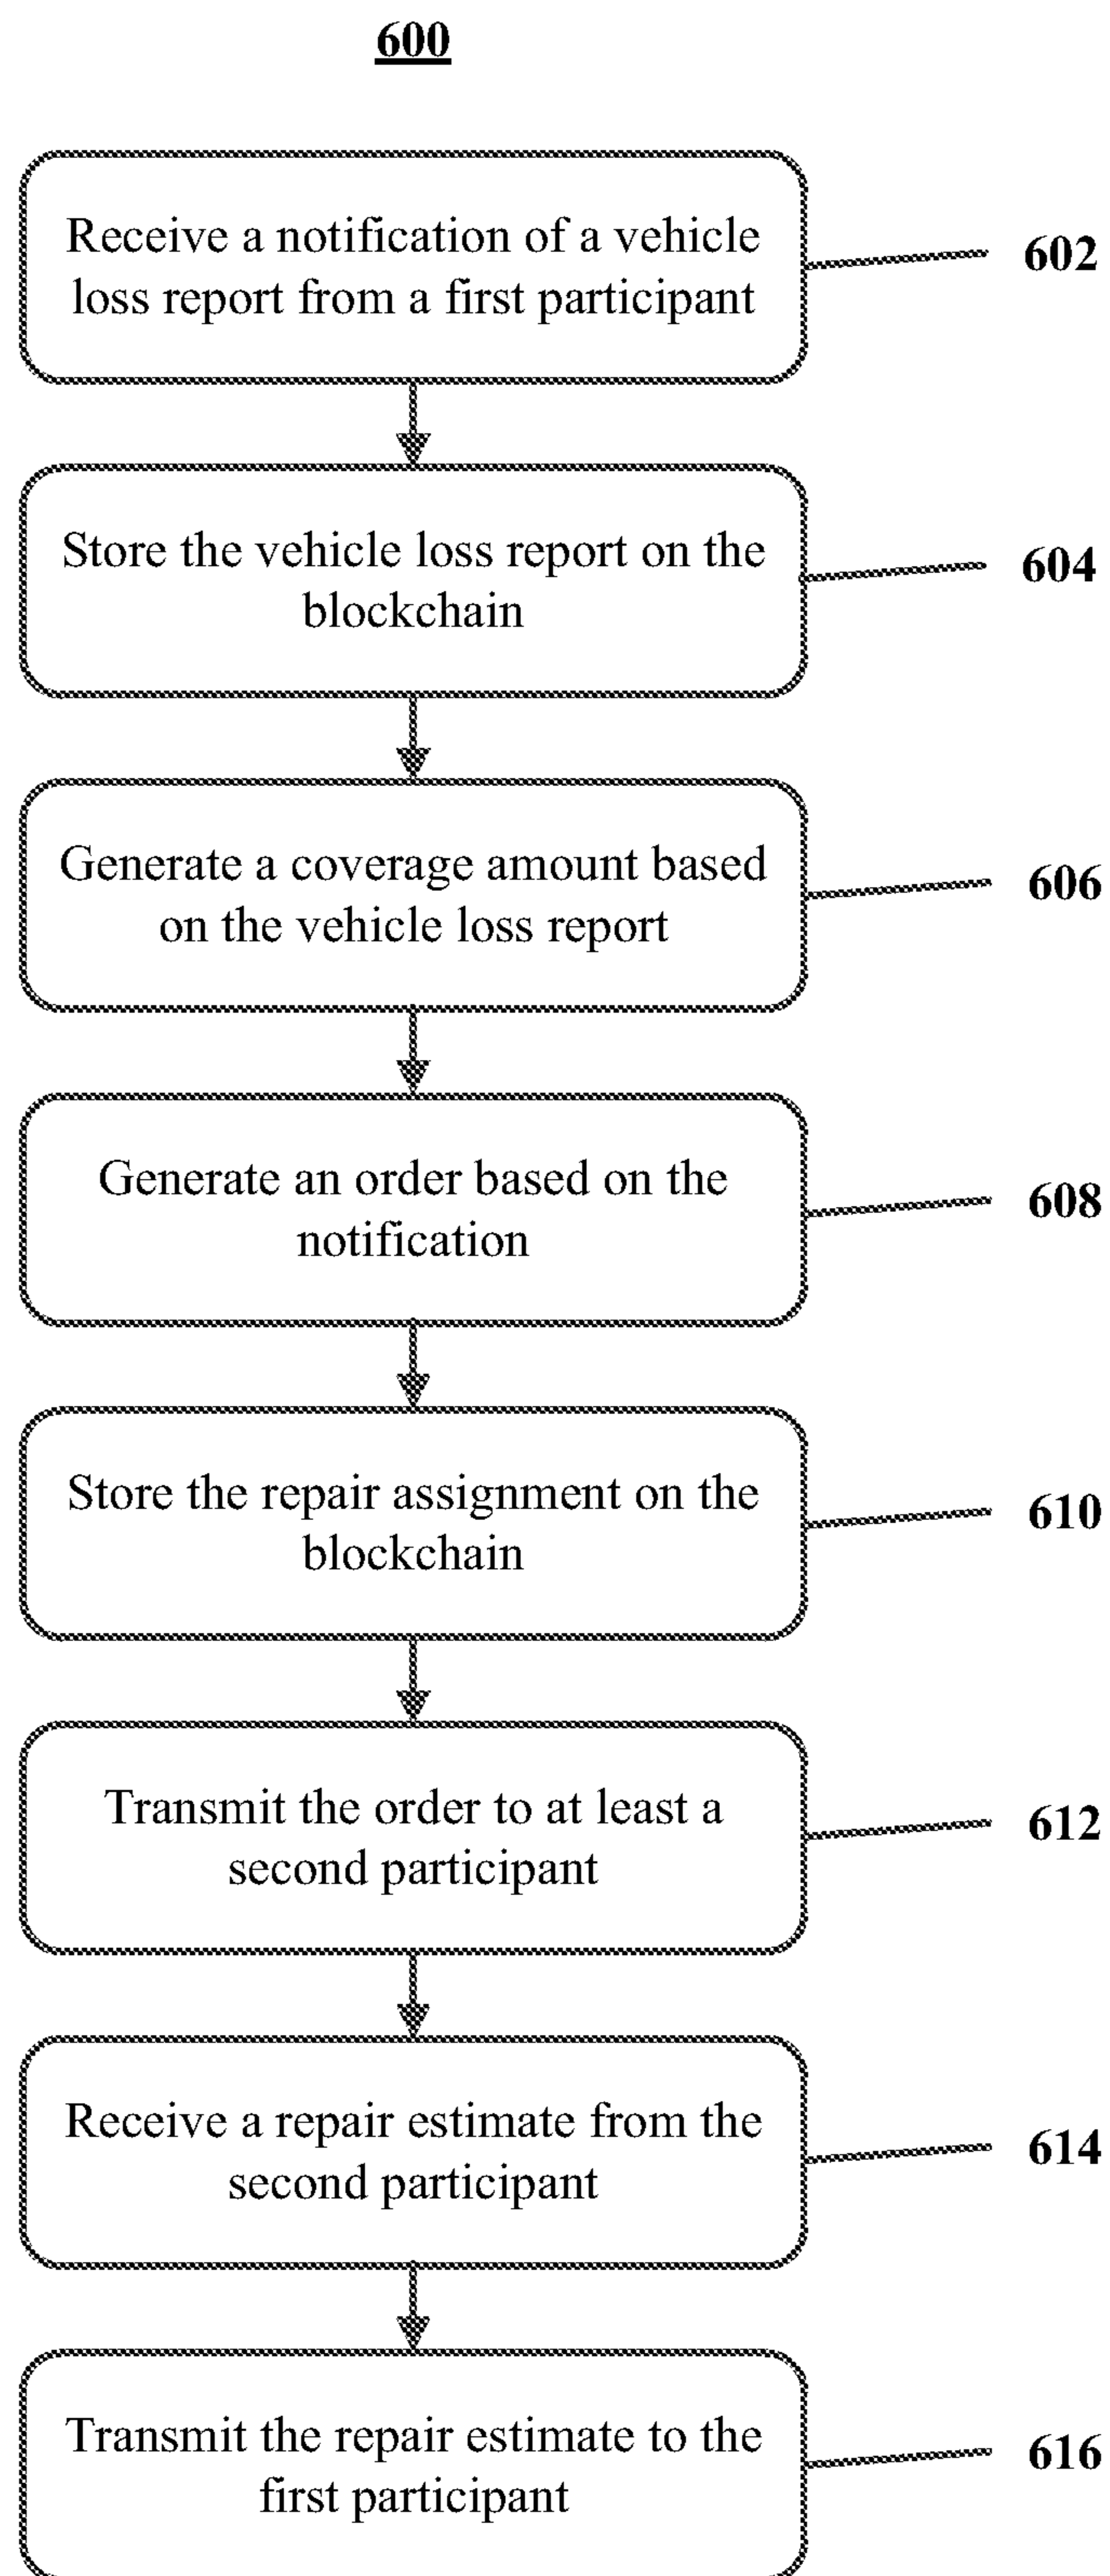 600
Receive a notification of a vehicle
loss report from a first participant
602
Store the vehicle loss report on the
blockchain
604
Generate a coverage amount based
on the vehicle loss report
606
Generate an order based on the
notification
608
Store the repair assignment on the
blockchain
610
Transmit the order to at least a
second participant
612
Receive a repair estimate from the
second participant
614
Transmit the repair estimate to the
first participant
616